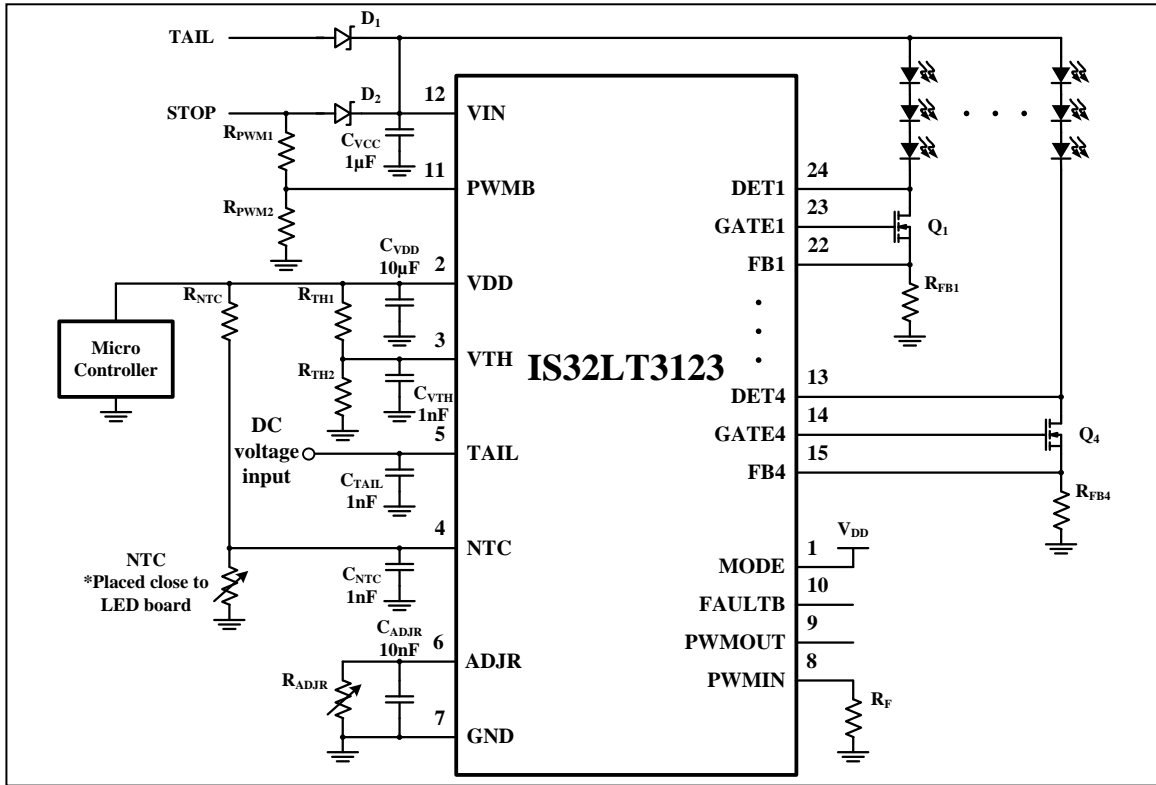 D1
TAIL
D2
STOP
12
VIN
RPWM1
CVCC
1µF
11
PWMB
RPWM2
CVDD
10µF
2
VDD
RNTC
RTH1
Micro
Controller
3
VTH
RTH2
CVTH
1nF
DC
voltage
input
5
TAIL
CTAIL
1nF
4
NTC
NTC
*Placed close to
LED board
CNTC
1nF
CADJR
10nF
6
ADJR
RADJR
7
GND
IS32LT3123
24
DET1
23
GATE1
Q1
22
FB1
RFB1
13
DET4
14
GATE4
Q4
15
FB4
RFB4
VDD
1
MODE
10
FAULTB
9
PWMOUT
8
PWMIN
RF